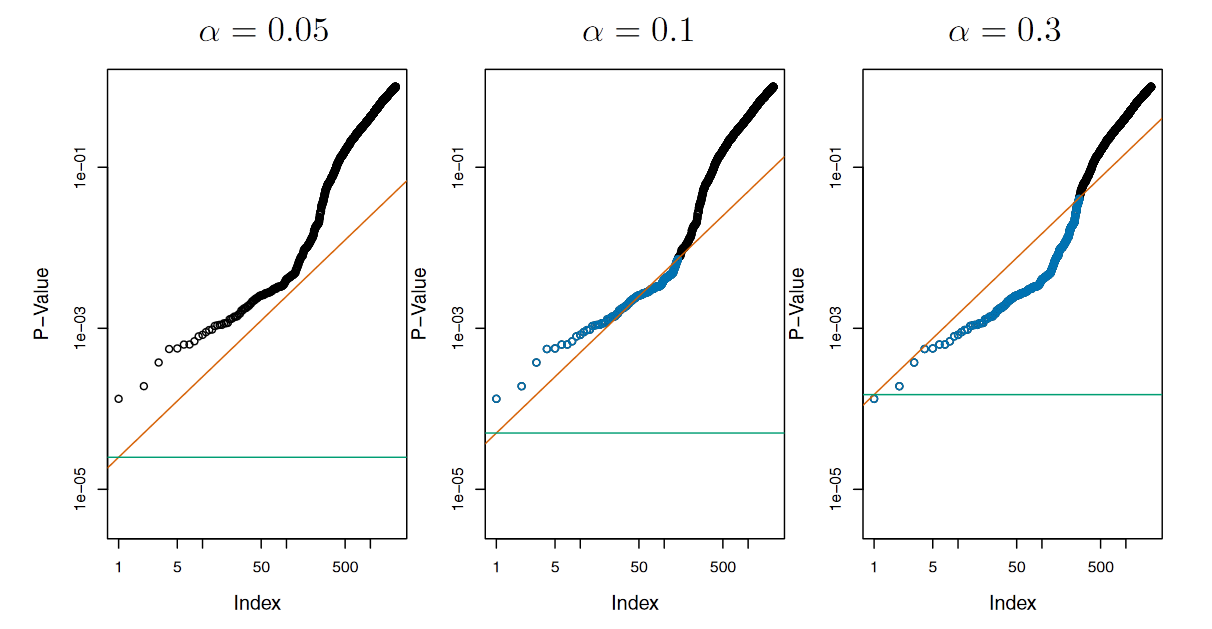 α = 0.05
α = 0.1
α = 0.3
P−Value
1e−05
1e−03
1e−01
1
5
50
500
Index
P−Value
1e−05
1e−03
1e−01
1
5
50
500
Index
P−Value
1e−05
1e−03
1e−01
1
5
50
500
Index